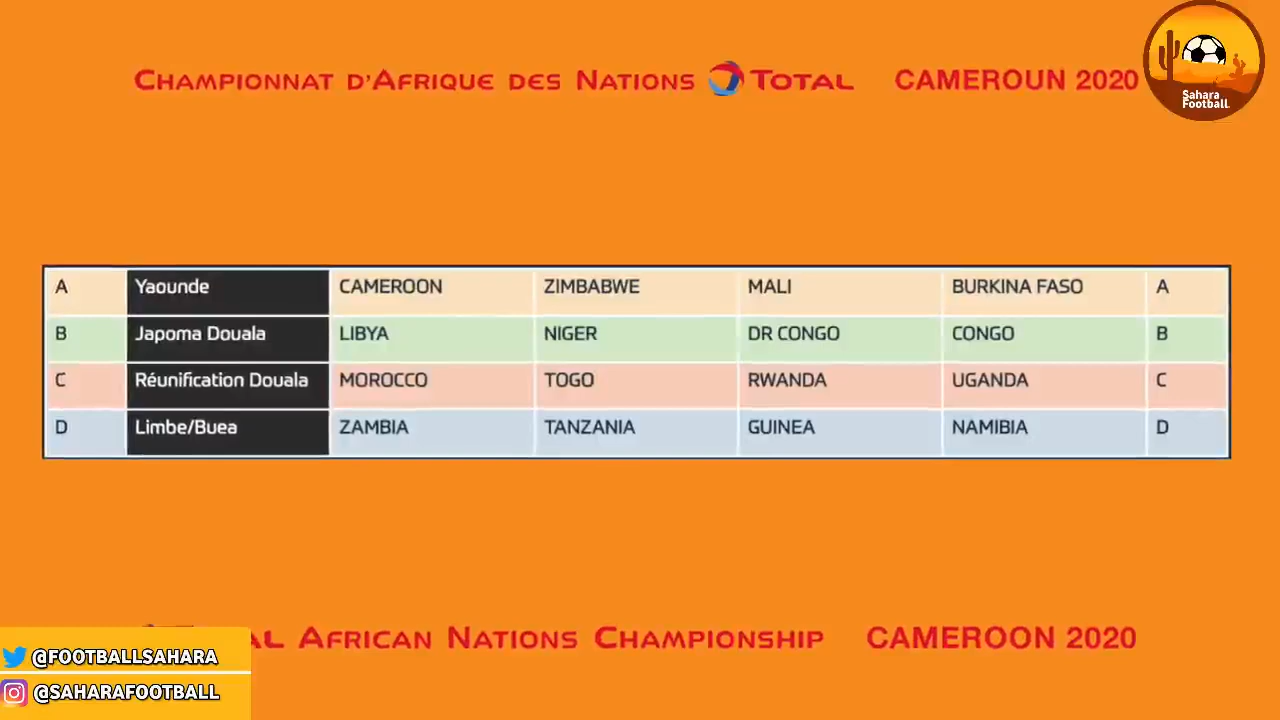 CHAMPIONNAT D'AFRIQUE DES NATIONS TOTAL CAMEROUN 2020
Sahara
Football
A Yaounde CAMEROON ZIMBABWE MALI BURKINA FASO A
B Japoma Douala LIBYA NIGER DR CONGO CONGO B
C Réunification Douala MOROCCO TOGO RWANDA UGANDA C
D Limbe/Buea ZAMBIA TANZANIA GUINEA NAMIBIA D
AFRICAN NATIONS CHAMPIONSHIP CAMEROON 2020
@FOOTBALLSAHARA
@SAHARAFOOTBALL